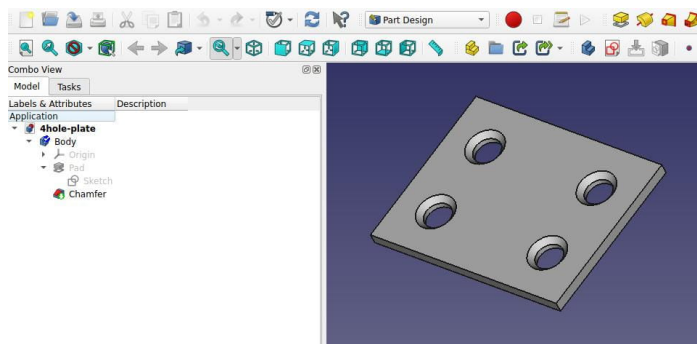 Part Design
Combo View
Model Tasks
Labels & Attributes Description
Application
4hole-plate
Body
Origin
Pad
Sketch
Chamfer